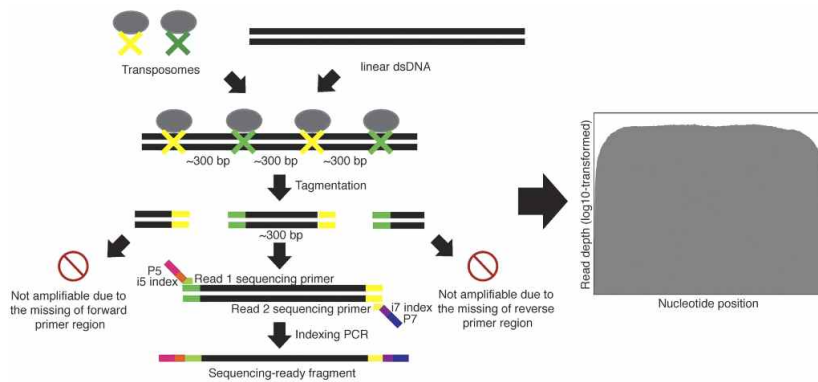 Transposomes
linear dsDNA
~300 bp
~300 bp
~300 bp
Tagmentation
~300 bp
P5
i5 index
Read 1 sequencing primer
Not amplifiable due to
the missing of forward
primer region
Read 2 sequencing primer
i7 index
P7
Not amplifiable due to
the missing of reverse
primer region
Indexing PCR
Sequencing-ready fragment
Read depth (log10-transformed)
Nucleotide position